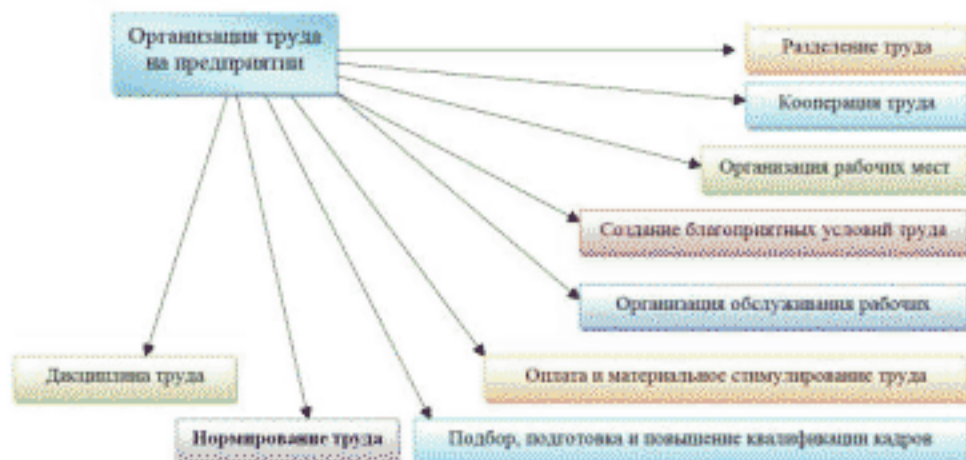 Организация труда
на предприятии
Разделение труда
Кооперация труда
Организация рабочих мест
Создание благоприятных условий труда
Организация обслуживания рабочих
Оплата и материальное стимулирование труда
Подбор, подготовка и повышение квалификации кадров
Нормирование труда
Дисциплина труда